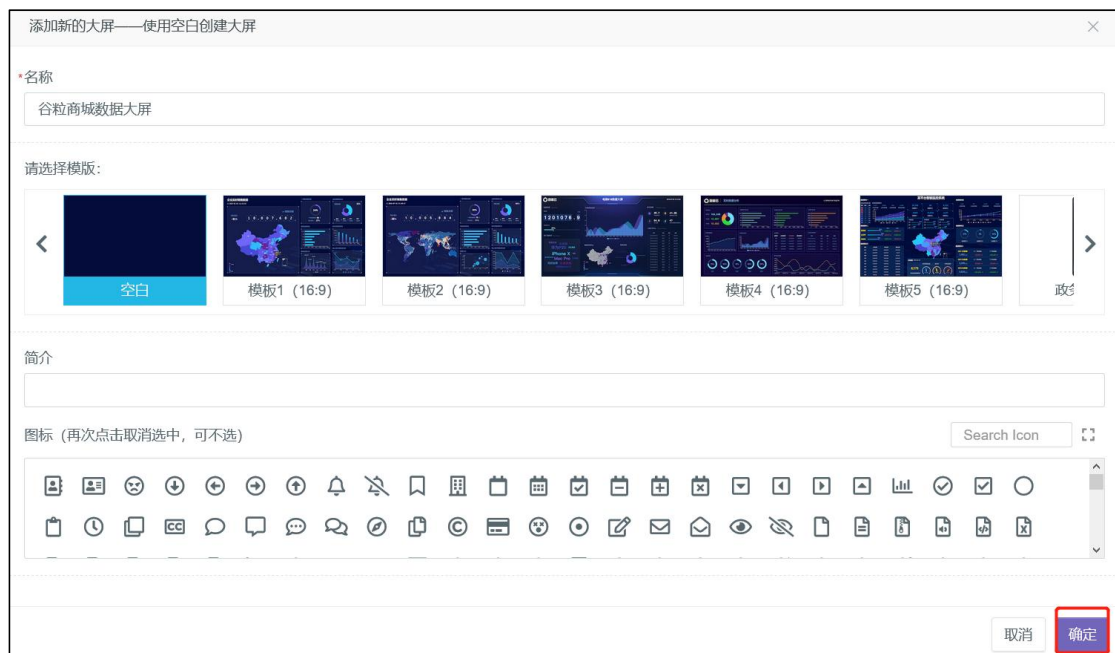 添加新的大屏——使用空白创建大屏
*名称
谷粒商城数据大屏
请选择模版：
空白
模板1（16:9）
模板2（16:9）
模板3（16:9）
模板4（16:9）
模板5（16:9）
简介
图标（再次点击取消选中，可不选）
Search Icon
取消
确定